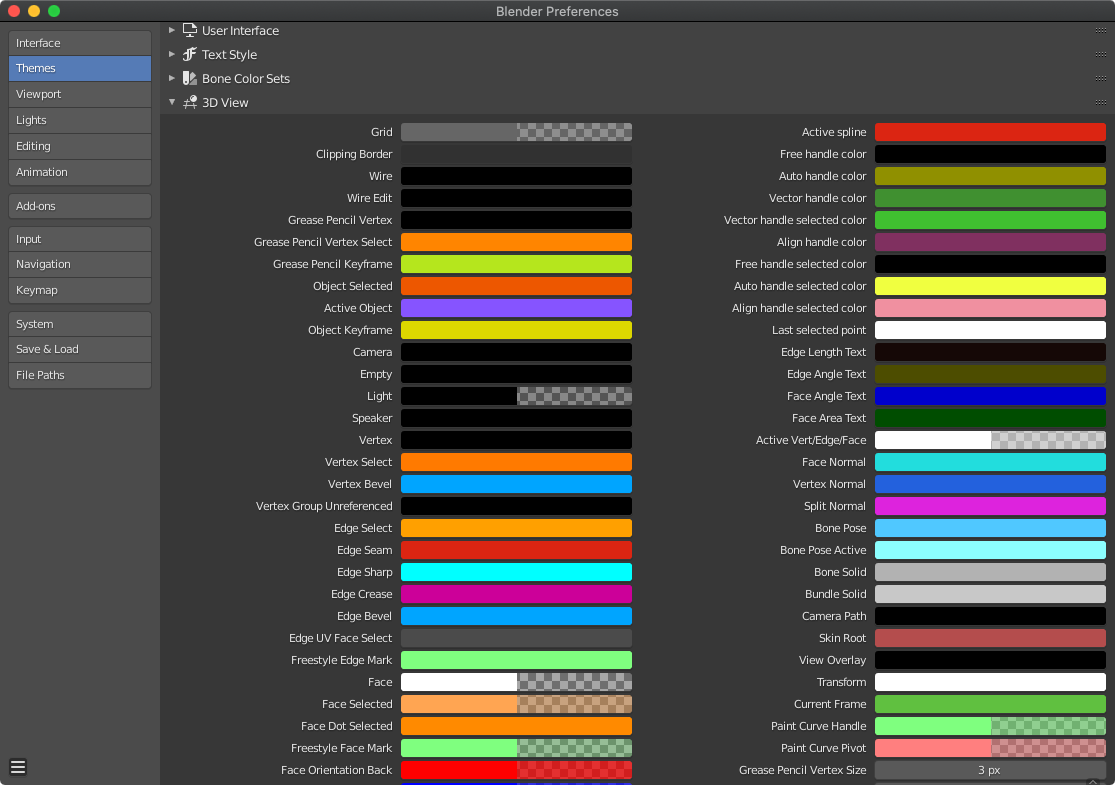 Blender Preferences
Interface
Themes
Viewport
Lights
Editing
Animation
Add-ons
Input
Navigation
Keymap
System
Save & Load
File Paths
User Interface
Text Style
Bone Color Sets
3D View
Grid
Clipping Border
Wire
Wire Edit
Grease Pencil Vertex
Grease Pencil Vertex Select
Grease Pencil Keyframe
Object Selected
Active Object
Object Keyframe
Camera
Empty
Light
Speaker
Vertex
Vertex Select
Vertex Bevel
Vertex Group Unreferenced
Edge Select
Edge Seam
Edge Sharp
Edge Crease
Edge Bevel
Edge UV Face Select
Freestyle Edge Mark
Face
Face Selected
Face Dot Selected
Freestyle Face Mark
Face Orientation Back
Active spline
Free handle color
Auto handle color
Vector handle color
Vector handle selected color
Align handle color
Free handle selected color
Auto handle selected color
Align handle selected color
Last selected point
Edge Length Text
Edge Angle Text
Face Angle Text
Face Area Text
Active Vert/Edge/Face
Face Normal
Vertex Normal
Split Normal
Bone Pose
Bone Pose Active
Bone Solid
Bundle Solid
Camera Path
Skin Root
View Overlay
Transform
Current Frame
Paint Curve Handle
Paint Curve Pivot
Grease Pencil Vertex Size 3 px